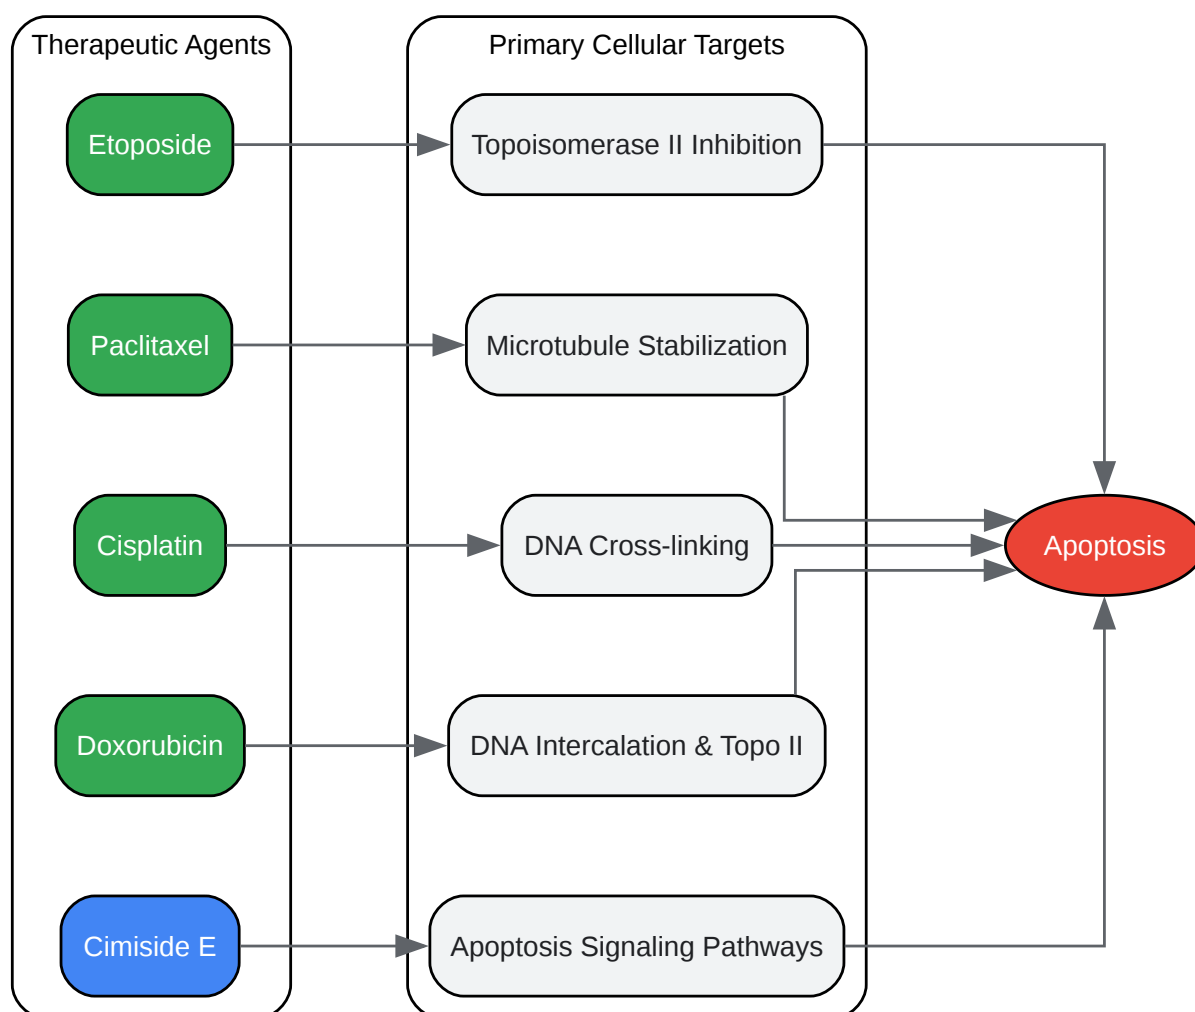 Therapeutic Agents
Primary Cellular Targets
Etoposide
Topoisomerase II Inhibition
Paclitaxel
Microtubule Stabilization
Cisplatin
DNA Cross-linking
Apoptosis
Doxorubicin
DNA Intercalation & Topo II
Cimiside E
Apoptosis Signaling Pathways